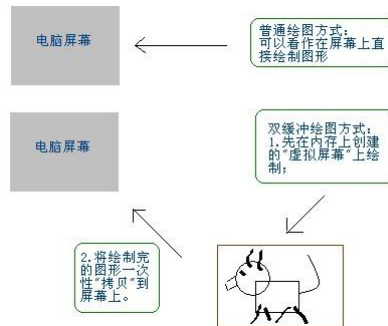 电脑屏幕
普通绘图方式:
可以看作在屏幕上直
接绘制图形
电脑屏幕
双缓冲绘图方式:
1.先在内存上创建
的"虚拟屏幕"上绘
制;
2.将绘制完
的图形一次
性"拷贝"到
屏幕上。